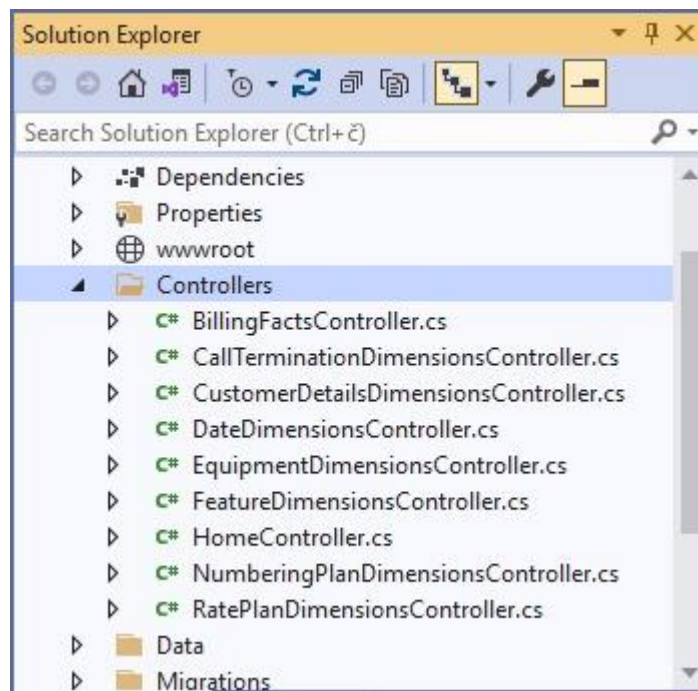 Solution Explorer
Search Solution Explorer (Ctrl+č)
Dependencies
Properties
wwwroot
Controllers
C# BillingFactsController.cs
C# CallTerminationDimensionsController.cs
C# CustomerDetailsDimensionsController.cs
C# DateDimensionsController.cs
C# EquipmentDimensionsController.cs
C# FeatureDimensionsController.cs
C# HomeController.cs
C# NumberingPlanDimensionsController.cs
C# RatePlanDimensionsController.cs
Data
Migrations